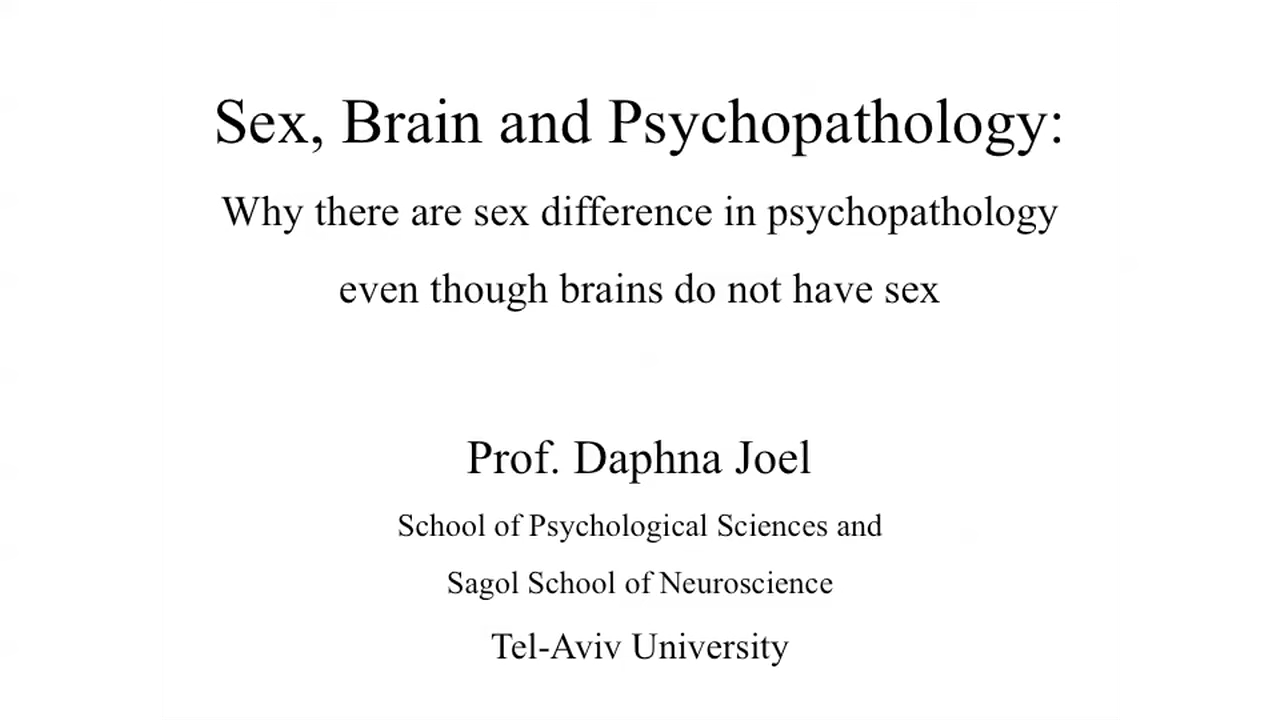 Sex, Brain and Psychopathology:
Why there are sex difference in psychopathology
even though brains do not have sex
Prof. Daphna Joel
School of Psychological Sciences and
Sagol School of Neuroscience
Tel-Aviv University